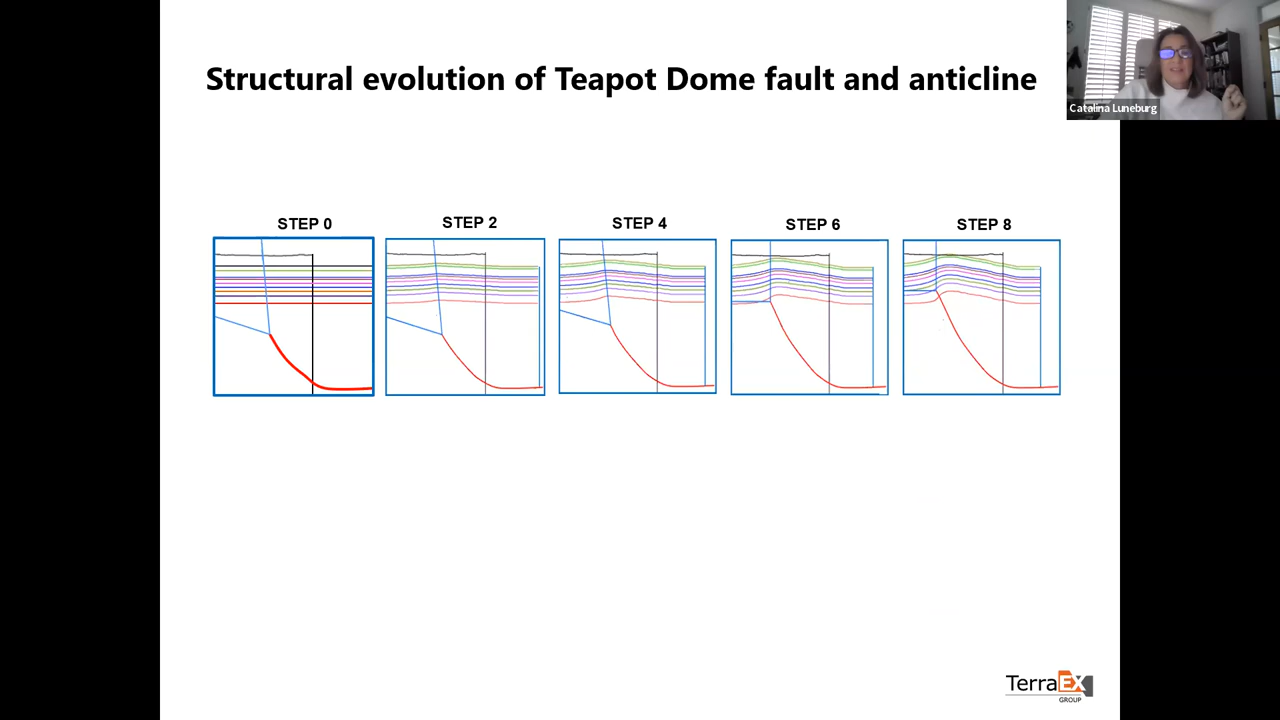 Structural evolution of Teapot Dome fault and anticline
Catalina Luneburg
STEP 0
STEP 2
STEP 4
STEP 6
STEP 8
TerraEX
GROUP